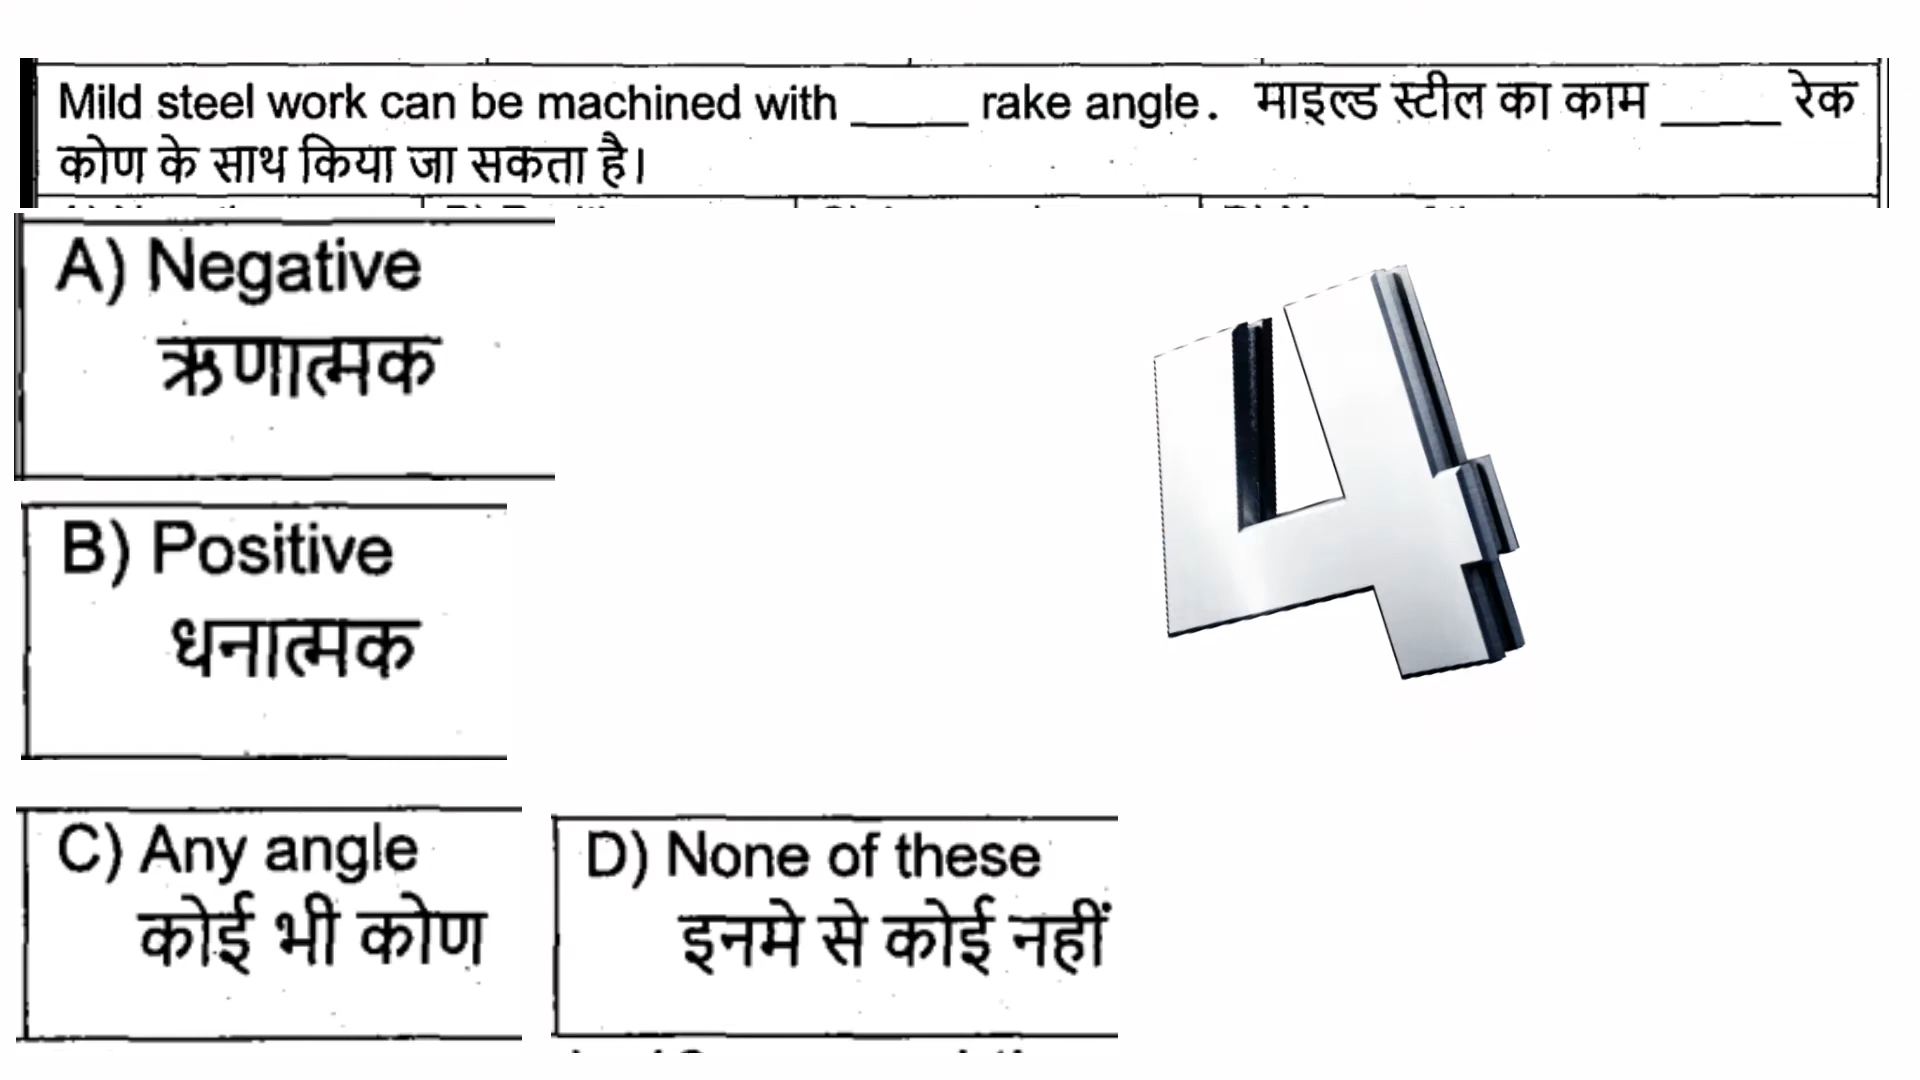 Mild steel work can be machined with _____ rake angle. माइल्ड स्टील का काम _____ रेक
कोण के साथ किया जा सकता है।
A) Negative
ऋणात्मक
B) Positive
धनात्मक
4
C) Any angle
कोई भी कोण
D) None of these
इनमे से कोई नहीं